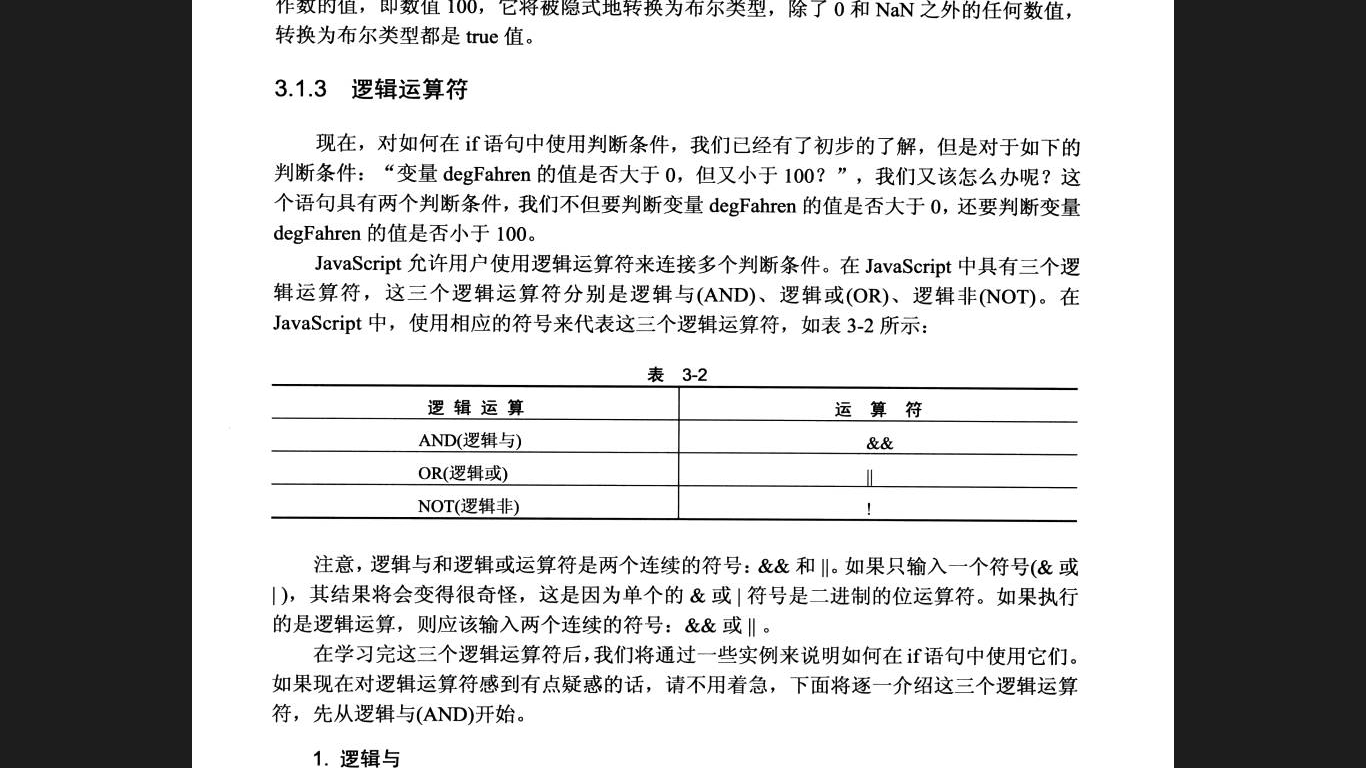 作数的值，即数值 100，它将被隐式地转换为布尔类型，除了 0 和 NaN 之外的任何数值，
转换为布尔类型都是 true 值。
3.1.3 逻辑运算符
现在，对如何在 if 语句中使用判断条件，我们已经有了初步的了解，但是对于如下的
判断条件：“变量 degFahren 的值是否大于 0，但又小于 100？”，我们又该怎么办呢？这
个语句具有两个判断条件，我们不但要判断变量 degFahren 的值是否大于 0，还要判断变量
degFahren 的值是否小于 100。
JavaScript 允许用户使用逻辑运算符来连接多个判断条件。在 JavaScript 中具有三个逻
辑运算符，这三个逻辑运算符分别是逻辑与(AND)、逻辑或(OR)、逻辑非(NOT)。在
JavaScript 中，使用相应的符号来代表这三个逻辑运算符，如表 3-2 所示：
表 3-2
逻 辑 运 算 运 算 符
AND(逻辑与) &&
OR(逻辑或) ||
NOT(逻辑非) !
注意，逻辑与和逻辑或运算符是两个连续的符号：&& 和 ||。如果只输入一个符号(& 或
| )，其结果将会变得很奇怪，这是因为单个的 & 或 | 符号是二进制的位运算符。如果执行
的是逻辑运算，则应该输入两个连续的符号：&& 或 || 。
在学习完这三个逻辑运算符后，我们将通过一些实例来说明如何在 if 语句中使用它们。
如果现在对逻辑运算符感到有点疑惑的话，请不用着急，下面将逐一介绍这三个逻辑运算
符，先从逻辑与(AND)开始。
1. 逻辑与